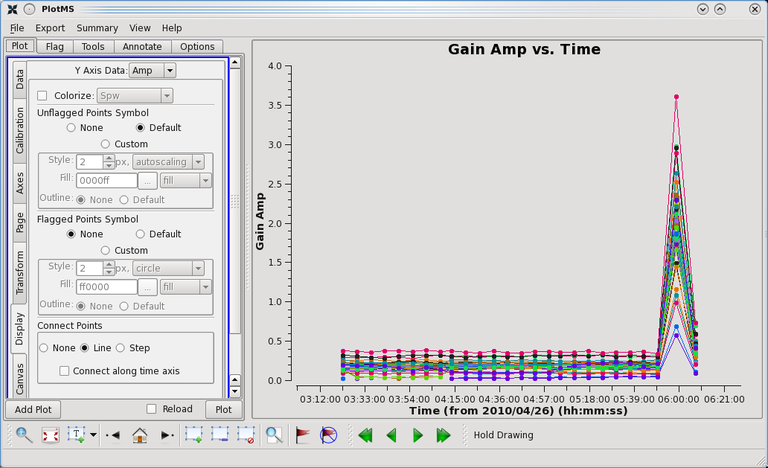 PlotMS
File Export Summary View Help
Plot Flag Tools Annotate Options
Data
Calibration
Axes
Page
Transform
Display
Canvas
Y Axis Data: Amp
Colorize: Spw
Unflagged Points Symbol
None Default
Custom
Style: 2 px, autoscaling
Fill: 0000ff ... fill
Outline: None Default
Flagged Points Symbol
None Default
Custom
Style: 2 px, circle
Fill: ff0000 ... fill
Outline: None Default
Connect Points
None Line Step
Connect along time axis
Add Plot Reload Plot
Gain Amp vs. Time
Gain Amp
4.0
3.5
3.0
2.5
2.0
1.5
1.0
0.5
0.0
03:12:00 03:33:00 03:54:00 04:15:00 04:36:00 04:57:00 05:18:00 05:39:00 06:00:00 06:21:00
Time (from 2010/04/26) (hh:mm:ss)
T
Hold Drawing